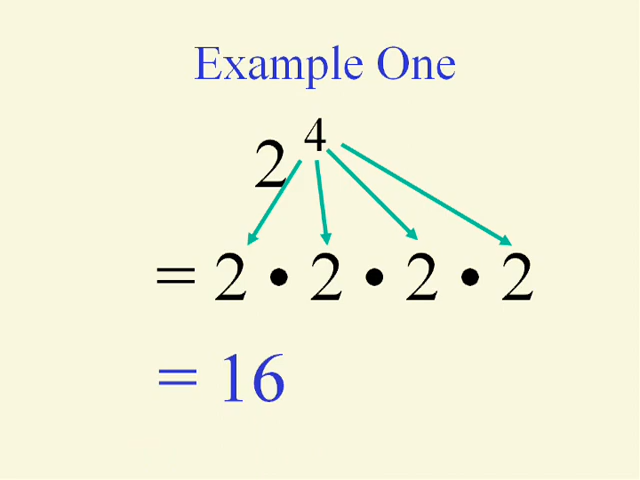 Example One
2⁴
= 2 • 2 • 2 • 2
= 16